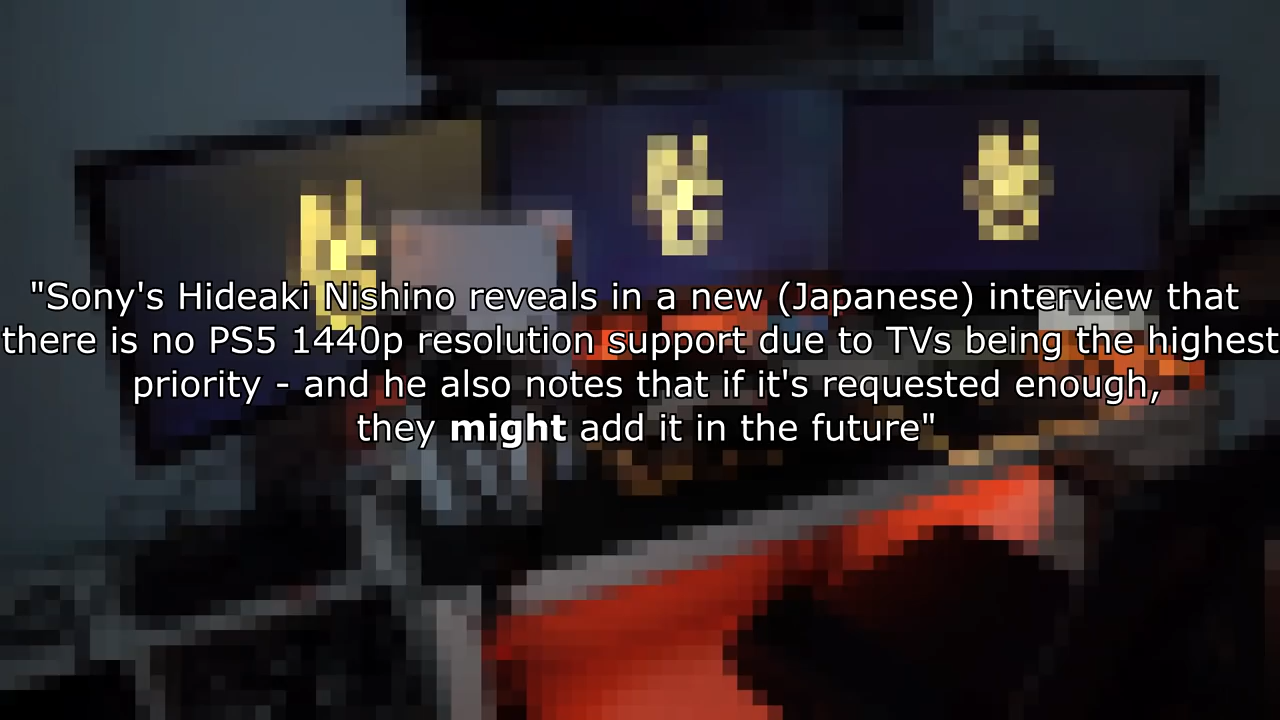 "Sony's Hideaki Nishino reveals in a new (Japanese) interview that
there is no PS5 1440p resolution support due to TVs being the highest
priority - and he also notes that if it's requested enough,
they might add it in the future"